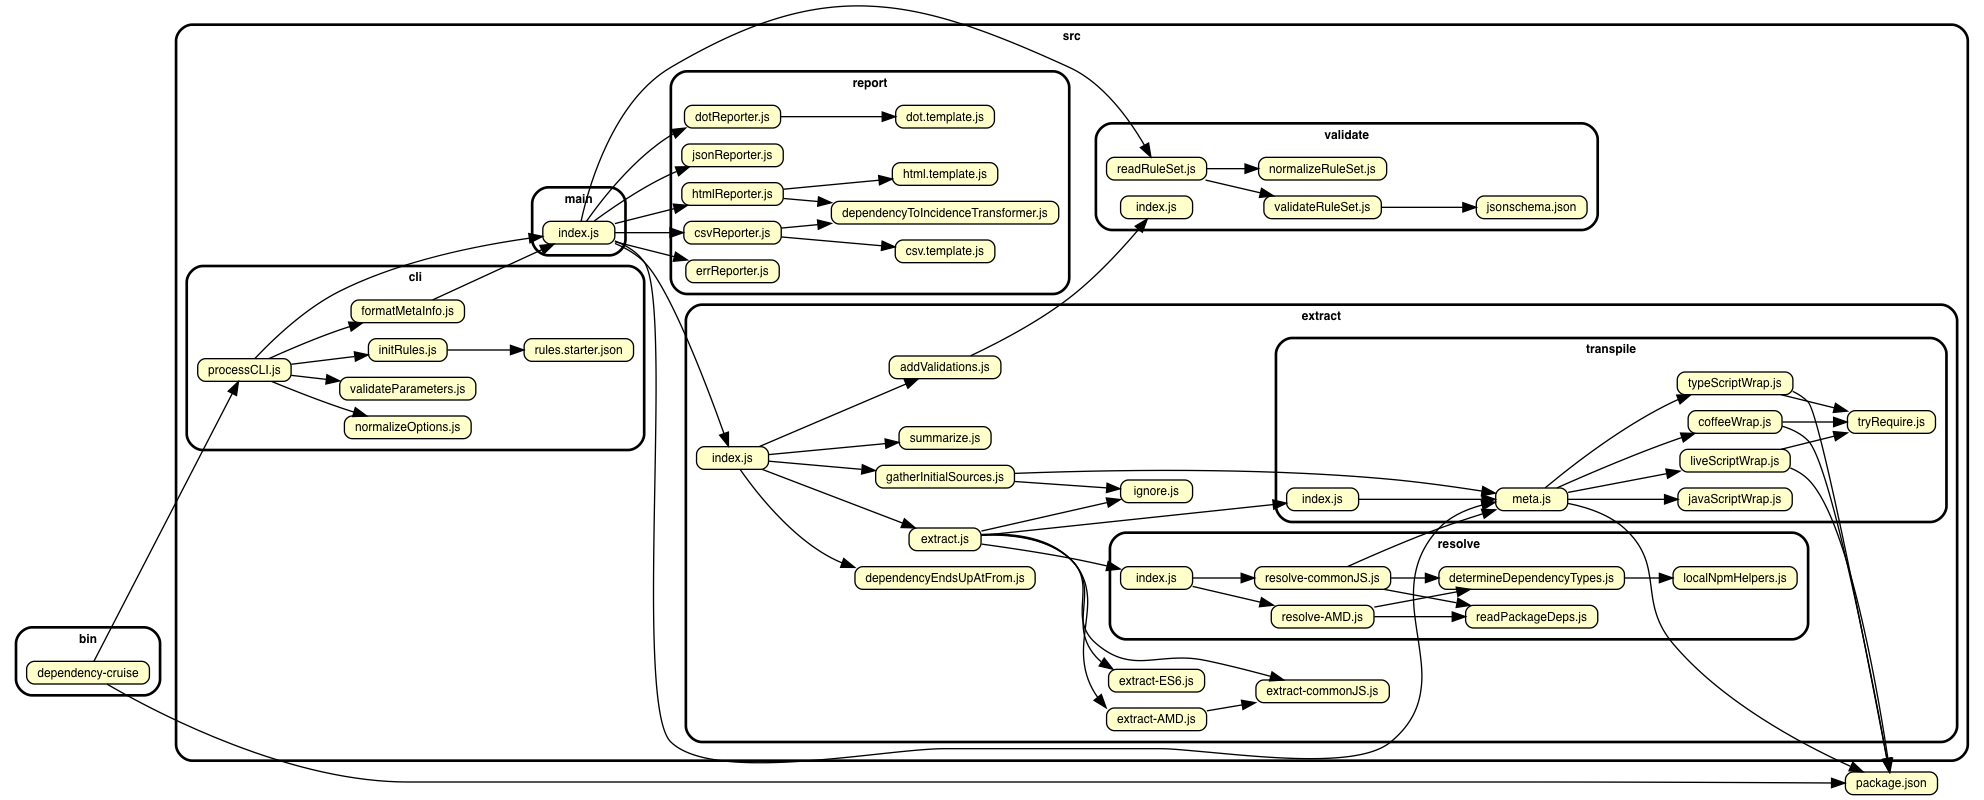 src
report
dotReporter.js
dot.template.js
jsonReporter.js
htmlReporter.js
html.template.js
dependencyToIncidenceTransformer.js
csvReporter.js
csv.template.js
errReporter.js
validate
readRuleSet.js
normalizeRuleSet.js
index.js
validateRuleSet.js
jsonschema.json
main
index.js
cli
formatMetaInfo.js
initRules.js
rules.starter.json
processCLI.js
validateParameters.js
normalizeOptions.js
extract
addValidations.js
summarize.js
index.js
gatherInitialSources.js
ignore.js
extract.js
dependencyEndsUpAtFrom.js
transpile
typeScriptWrap.js
coffeeWrap.js
tryRequire.js
liveScriptWrap.js
index.js
meta.js
javaScriptWrap.js
resolve
index.js
resolve-commonJS.js
determineDependencyTypes.js
localNpmHelpers.js
resolve-AMD.js
readPackageDeps.js
extract-ES6.js
extract-commonJS.js
extract-AMD.js
bin
dependency-cruise
package.json